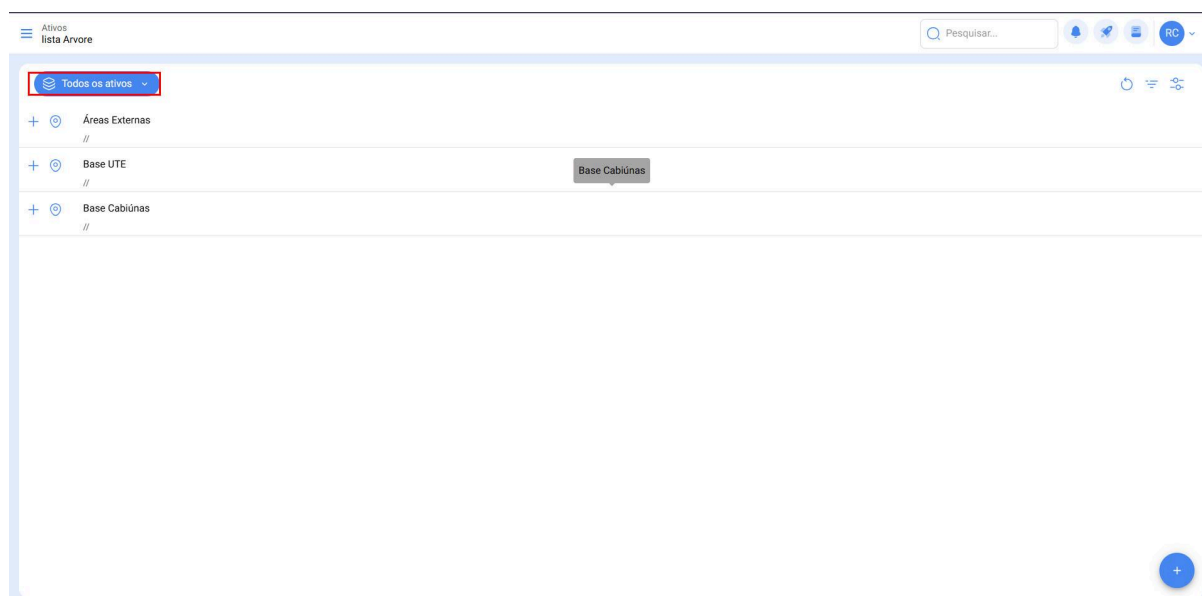 Ativos
lista Arvore
Pesquisar...
RC
Todos os ativos
Áreas Externas
//
Base UTE
//
Base Cabiúnas
Base Cabiúnas
//